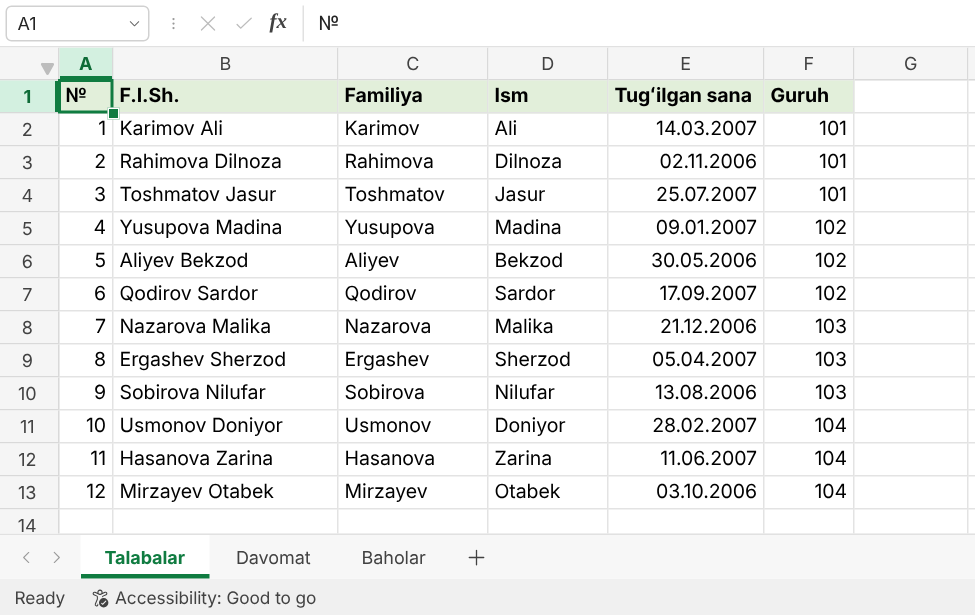 A1 fx №
A B C D E F G
1 № F.I.Sh. Familiya Ism Tugʻilgan sana Guruh
2 1 Karimov Ali Karimov Ali 14.03.2007 101
3 2 Rahimova Dilnoza Rahimova Dilnoza 02.11.2006 101
4 3 Toshmatov Jasur Toshmatov Jasur 25.07.2007 101
5 4 Yusupova Madina Yusupova Madina 09.01.2007 102
6 5 Aliyev Bekzod Aliyev Bekzod 30.05.2006 102
7 6 Qodirov Sardor Qodirov Sardor 17.09.2007 102
8 7 Nazarova Malika Nazarova Malika 21.12.2006 103
9 8 Ergashev Sherzod Ergashev Sherzod 05.04.2007 103
10 9 Sobirova Nilufar Sobirova Nilufar 13.08.2006 103
11 10 Usmonov Doniyor Usmonov Doniyor 28.02.2007 104
12 11 Hasanova Zarina Hasanova Zarina 11.06.2007 104
13 12 Mirzayev Otabek Mirzayev Otabek 03.10.2006 104
14
Talabalar Davomat Baholar
Ready Accessibility: Good to go